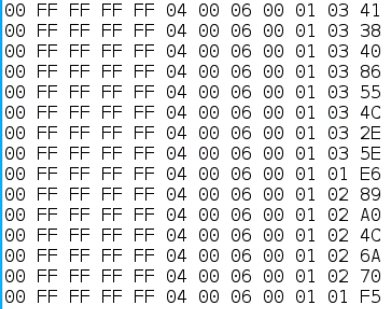 00 FF FF FF FF 04 00 06 00 01 03 41
00 FF FF FF FF 04 00 06 00 01 03 38
00 FF FF FF FF 04 00 06 00 01 03 40
00 FF FF FF FF 04 00 06 00 01 03 86
00 FF FF FF FF 04 00 06 00 01 03 55
00 FF FF FF FF 04 00 06 00 01 03 4C
00 FF FF FF FF 04 00 06 00 01 03 2E
00 FF FF FF FF 04 00 06 00 01 03 5E
00 FF FF FF FF 04 00 06 00 01 01 E6
00 FF FF FF FF 04 00 06 00 01 02 89
00 FF FF FF FF 04 00 06 00 01 02 A0
00 FF FF FF FF 04 00 06 00 01 02 4C
00 FF FF FF FF 04 00 06 00 01 02 6A
00 FF FF FF FF 04 00 06 00 01 02 70
00 FF FF FF FF 04 00 06 00 01 01 F5